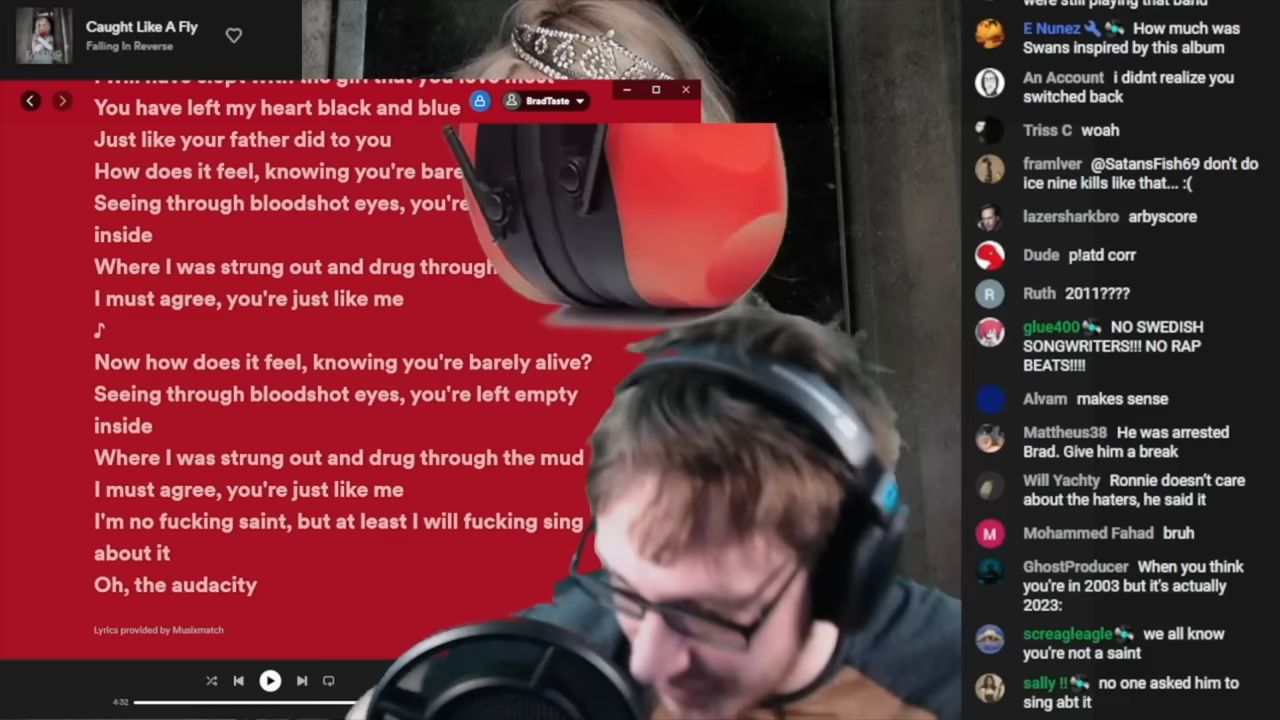 Caught Like A Fly
Falling In Reverse
I will have slept with the girl that you love most
You have left my heart black and blue
Just like your father did to you
How does it feel, knowing you're bare
Seeing through bloodshot eyes, you're
inside
Where I was strung out and drug through
I must agree, you're just like me
♪
Now how does it feel, knowing you're barely alive?
Seeing through bloodshot eyes, you're left empty
inside
Where I was strung out and drug through the mud
I must agree, you're just like me
I'm no fucking saint, but at least I will fucking sing
about it
Oh, the audacity
Lyrics provided by Musixmatch
4:32
BradTaste
were still playing that band
E Nunez How much was
Swans inspired by this album
An Account i didnt realize you
switched back
Triss C woah
framlver @SatansFish69 don't do
ice nine kills like that... :(
lazersharkbro arbyscore
Dude p!atd corr
R
Ruth 2011????
glue400 NO SWEDISH
SONGWRITERS!!! NO RAP
BEATS!!!!
Alvam makes sense
Mattheus38 He was arrested
Brad. Give him a break
Will Yachty Ronnie doesn't care
about the haters, he said it
M
Mohammed Fahad bruh
GhostProducer When you think
you're in 2003 but it's actually
2023:
screagleagle we all know
you're not a saint
sally !! no one asked him to
sing abt it